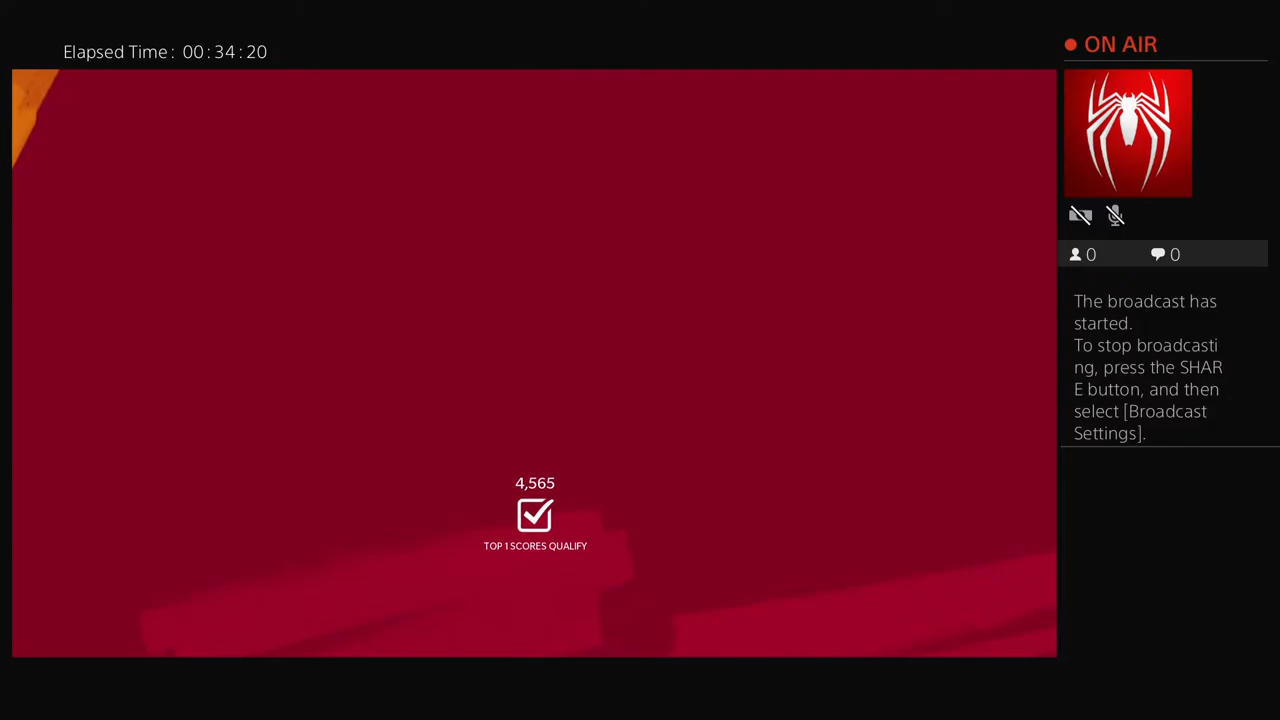 Elapsed Time: 00:34:20
ON AIR
0 0
The broadcast has
started.
To stop broadcasti
ng, press the SHAR
E button, and then
select [Broadcast
Settings].
4,565
TOP 1 SCORES QUALIFY